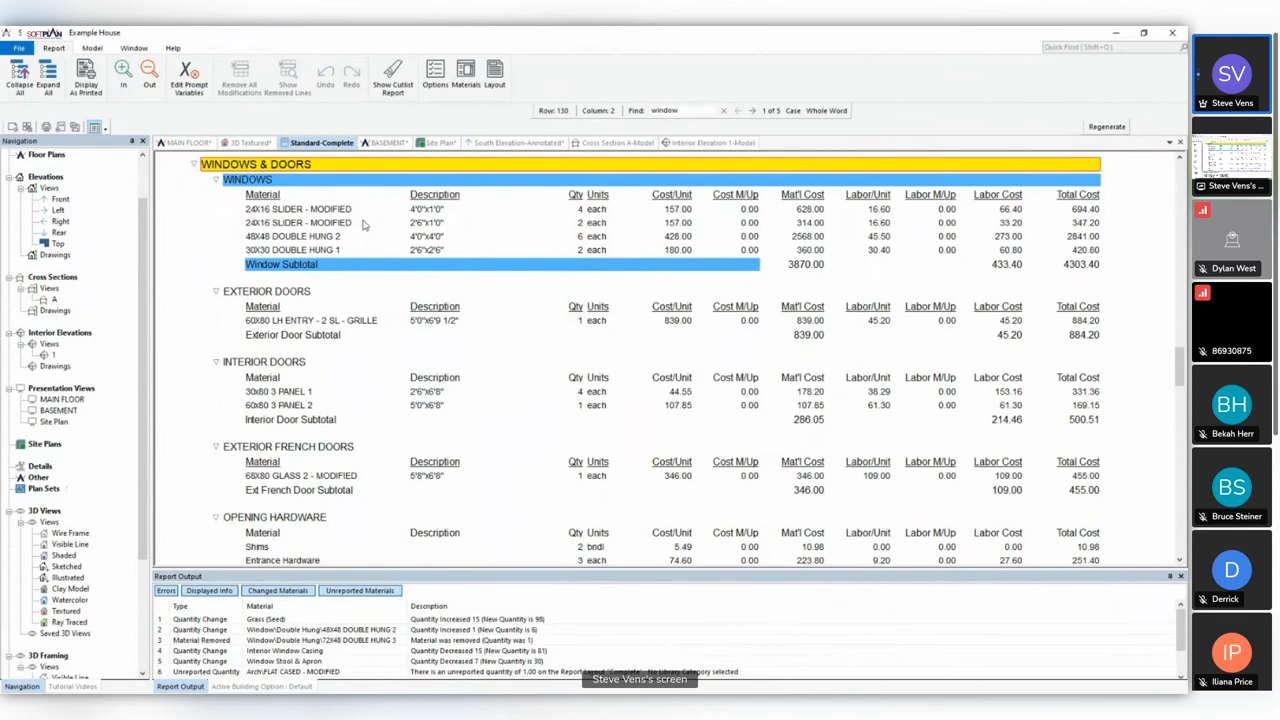 SOFTPLAN Example House
File Report Model Window Help
Quick Find (Shift+Q)
Collapse All
Expand All
Display As Printed
In
Out
Edit Prompt Variables
Remove All Modifications
Show Removed Lines
Undo
Redo
Show Cutlist Report
Options
Materials
Layout
Row: 130 Column: 2 Find: window 1 of 5 Case Whole Word
Regenerate
MAIN FLOOR* 3D Textured* Standard-Complete BASEMENT* Site Plan* South Elevation-Annotated* Cross Section A-Model Interior Elevation 1-Model
Navigation
Floor Plans
Elevations
Views
Front
Left
Right
Rear
Top
Drawings
Cross Sections
Views
A
Drawings
Interior Elevations
Views
1
Drawings
Presentation Views
MAIN FLOOR
BASEMENT
Site Plan
Site Plans
Details
Other
Plan Sets
3D Views
Views
Wire Frame
Visible Line
Shaded
Sketched
Illustrated
Clay Model
Watercolor
Textured
Ray Traced
Saved 3D Views
3D Framing
Views
Visible Line
Navigation Tutorial Videos
WINDOWS & DOORS
WINDOWS
Material Description Qty Units Cost/Unit Cost M/Up Mat'l Cost Labor/Unit Labor M/Up Labor Cost Total Cost
24X16 SLIDER - MODIFIED 4'0"x1'0" 4 each 157.00 0.00 628.00 16.60 0.00 66.40 694.40
24X16 SLIDER - MODIFIED 2'6"x1'0" 2 each 157.00 0.00 314.00 16.60 0.00 33.20 347.20
48X48 DOUBLE HUNG 2 4'0"x4'0" 6 each 428.00 0.00 2568.00 45.50 0.00 273.00 2841.00
30X30 DOUBLE HUNG 1 2'6"x2'6" 2 each 180.00 0.00 360.00 30.40 0.00 60.80 420.80
Window Subtotal 3870.00 433.40 4303.40
EXTERIOR DOORS
Material Description Qty Units Cost/Unit Cost M/Up Mat'l Cost Labor/Unit Labor M/Up Labor Cost Total Cost
60X80 LH ENTRY - 2 SL - GRILLE 5'0"x6'9 1/2" 1 each 839.00 0.00 839.00 45.20 0.00 45.20 884.20
Exterior Door Subtotal 839.00 45.20 884.20
INTERIOR DOORS
Material Description Qty Units Cost/Unit Cost M/Up Mat'l Cost Labor/Unit Labor M/Up Labor Cost Total Cost
30x80 3 PANEL 1 2'6"x6'8" 4 each 44.55 0.00 178.20 38.29 0.00 153.16 331.36
60x80 3 PANEL 2 5'0"x6'8" 1 each 107.85 0.00 107.85 61.30 0.00 61.30 169.15
Interior Door Subtotal 286.05 214.46 500.51
EXTERIOR FRENCH DOORS
Material Description Qty Units Cost/Unit Cost M/Up Mat'l Cost Labor/Unit Labor M/Up Labor Cost Total Cost
68X80 GLASS 2 - MODIFIED 5'8"x6'8" 1 each 346.00 0.00 346.00 109.00 0.00 109.00 455.00
Ext French Door Subtotal 346.00 109.00 455.00
OPENING HARDWARE
Material Description Qty Units Cost/Unit Cost M/Up Mat'l Cost Labor/Unit Labor M/Up Labor Cost Total Cost
Shims 2 bndl 5.49 0.00 10.98 0.00 0.00 0.00 10.98
Entrance Hardware 3 each 74.60 0.00 223.80 9.20 0.00 27.60 251.40
Report Output
Errors Displayed Info Changed Materials Unreported Materials
Type Material Description
1 Quantity Change Grass (Seed) Quantity Increased 15 (New Quantity is 98)
2 Quantity Change Window\Double Hung\48X48 DOUBLE HUNG 2 Quantity Increased 1 (New Quantity is 6)
3 Material Removed Window\Double Hung\72X48 DOUBLE HUNG 3 Material was removed (Quantity was 1)
4 Quantity Change Interior Window Casing Quantity Decreased 15 (New Quantity is 81)
5 Quantity Change Window Stool & Apron Quantity Decreased 7 (New Quantity is 30)
6 Unreported Quantity Arch\FLAT CASED - MODIFIED There is an unreported quantity of 1.00 on the Report Layout 'Complete'. No Library Category selected
Report Output Active Building Option : Default
Steve Vens's screen
SV
Steve Vens
Steve Vens's ...
Dylan West
86930875
BH
Bekah Herr
BS
Bruce Steiner
D
Derrick
IP
Iliana Price